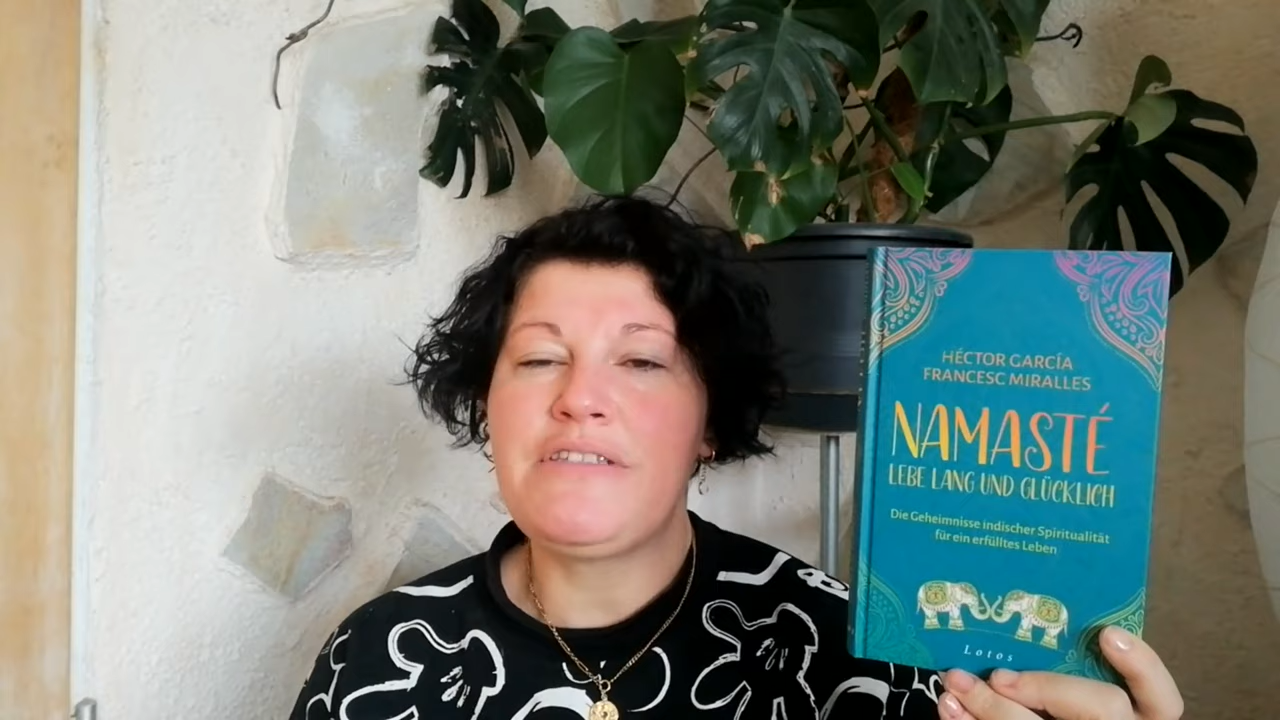 HÉCTOR GARCÍA
FRANCESC MIRALLES
NAMASTÉ
LEBE LANG UND GLÜCKLICH
Die Geheimnisse indischer Spiritualität
für ein erfülltes Leben
Lotos